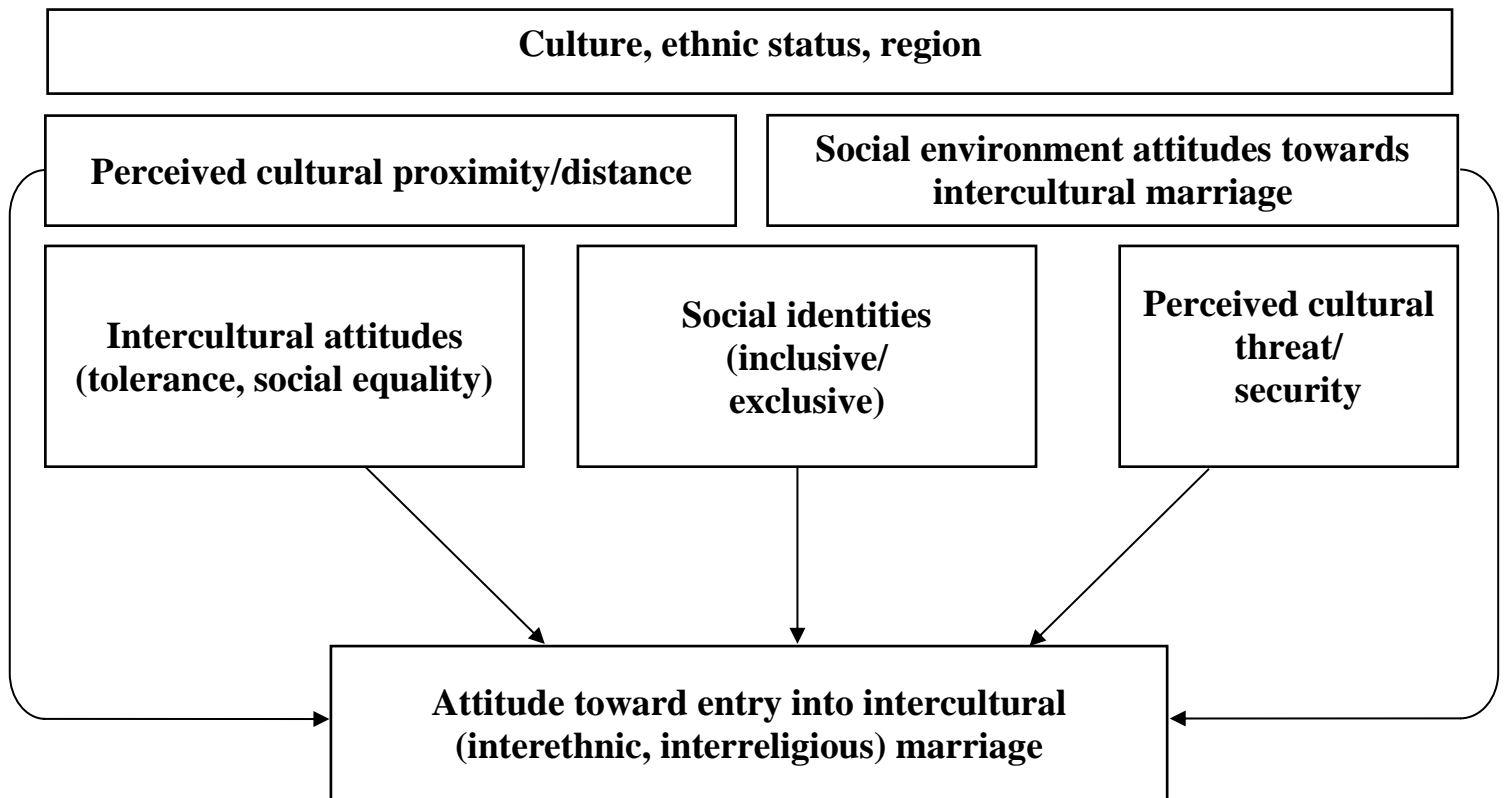 Culture, ethnic status, region
Perceived cultural proximity/distance
Social environment attitudes towards
intercultural marriage
Intercultural attitudes
(tolerance, social equality)
Social identities
(inclusive/
exclusive)
Perceived cultural
threat/
security
Attitude toward entry into intercultural
(interethnic, interreligious) marriage